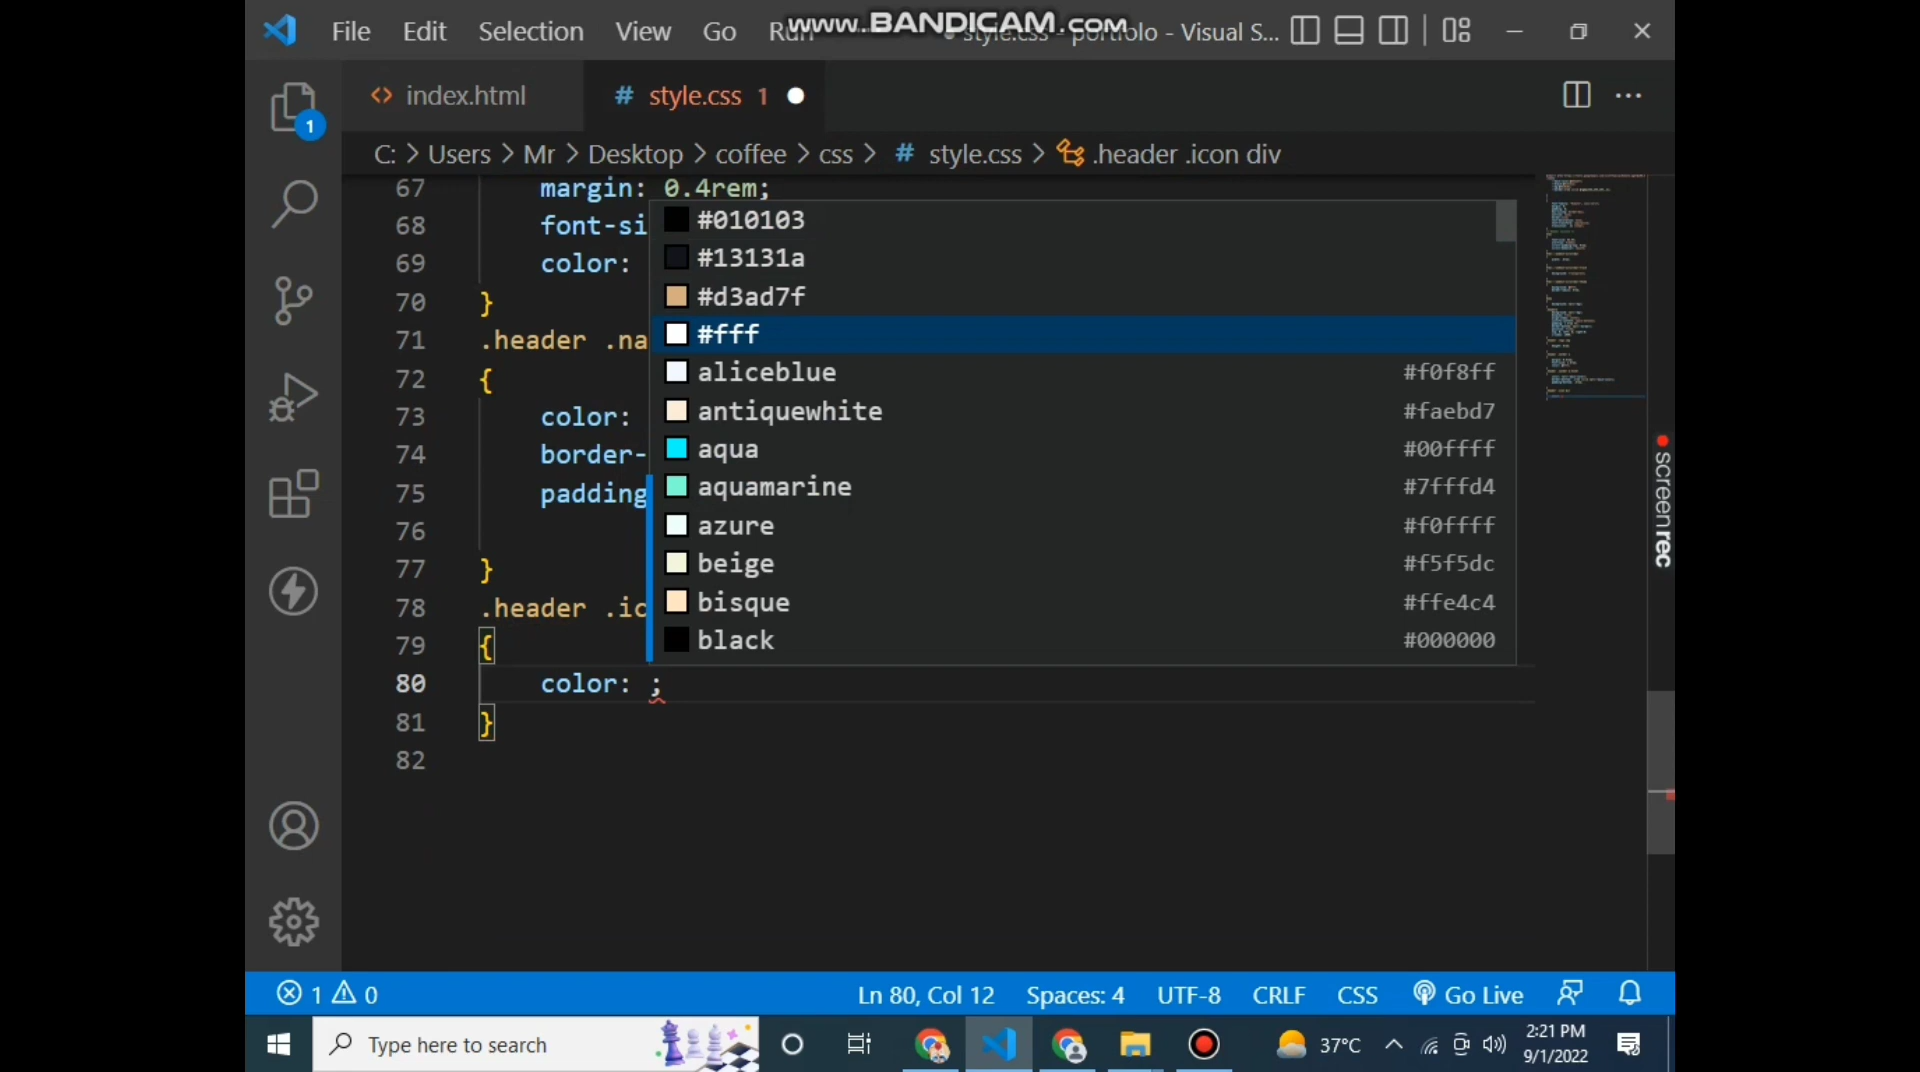 File Edit Selection View Go
www.BANDICAM.com
style.css - portfolo - Visual S...
index.html
# style.css 1
C: > Users > Mr > Desktop > coffee > css > # style.css > .header .icon div
67 margin: 0.4rem;
68 font-si
69 color:
70 }
71 .header .na
72 {
73 color:
74 border-
75 padding
76
77 }
78 .header .ic
79 {
80 color: ;
81 }
82
#010103
#13131a
#d3ad7f
#fff
aliceblue #f0f8ff
antiquewhite #faebd7
aqua #00ffff
aquamarine #7fffd4
azure #f0ffff
beige #f5f5dc
bisque #ffe4c4
black #000000
1
screenrec
1 0 Ln 80, Col 12 Spaces: 4 UTF-8 CRLF CSS Go Live
Type here to search
37°C
2:21 PM
9/1/2022